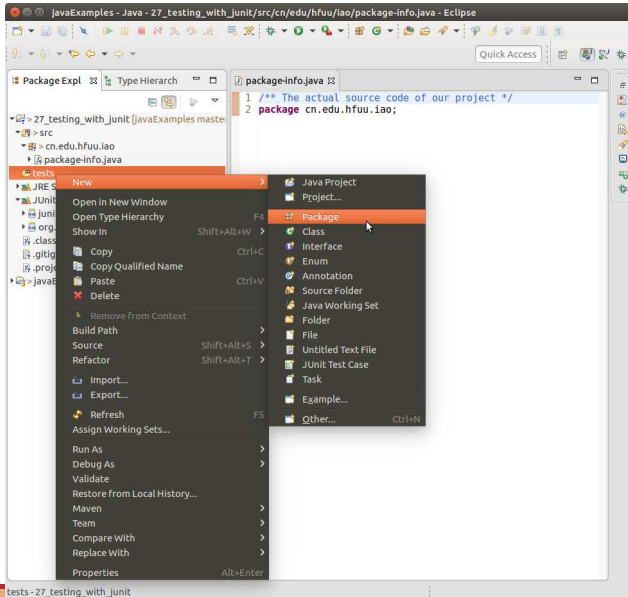 javaExamples - Java - 27_testing_with_junit/src/cn/edu/hfuu/iao/package-info.java - Eclipse
Quick Access
Package Expl
Type Hierarch
package-info.java
1 /** The actual source code of our project */
2 package cn.edu.hfuu.iao;
> 27_testing_with_junit [javaExamples maste
> src
> cn.edu.hfuu.iao
> package-info.java
tests
JRE S
JUnit
juni
org.
.class
.gitig
.proje
> javaE
New
Open in New Window
Open Type Hierarchy F4
Show In Shift+Alt+W
Copy Ctrl+C
Copy Qualified Name
Paste Ctrl+V
Delete
Remove from Context
Build Path
Source Shift+Alt+S
Refactor Shift+Alt+T
Import...
Export...
Refresh F5
Assign Working Sets...
Run As
Debug As
Validate
Restore from Local History...
Maven
Team
Compare With
Replace With
Properties Alt+Enter
Java Project
Project...
Package
Class
Interface
Enum
Annotation
Source Folder
Java Working Set
Folder
File
Untitled Text File
JUnit Test Case
Task
Example...
Other... Ctrl+N
tests - 27_testing_with_junit